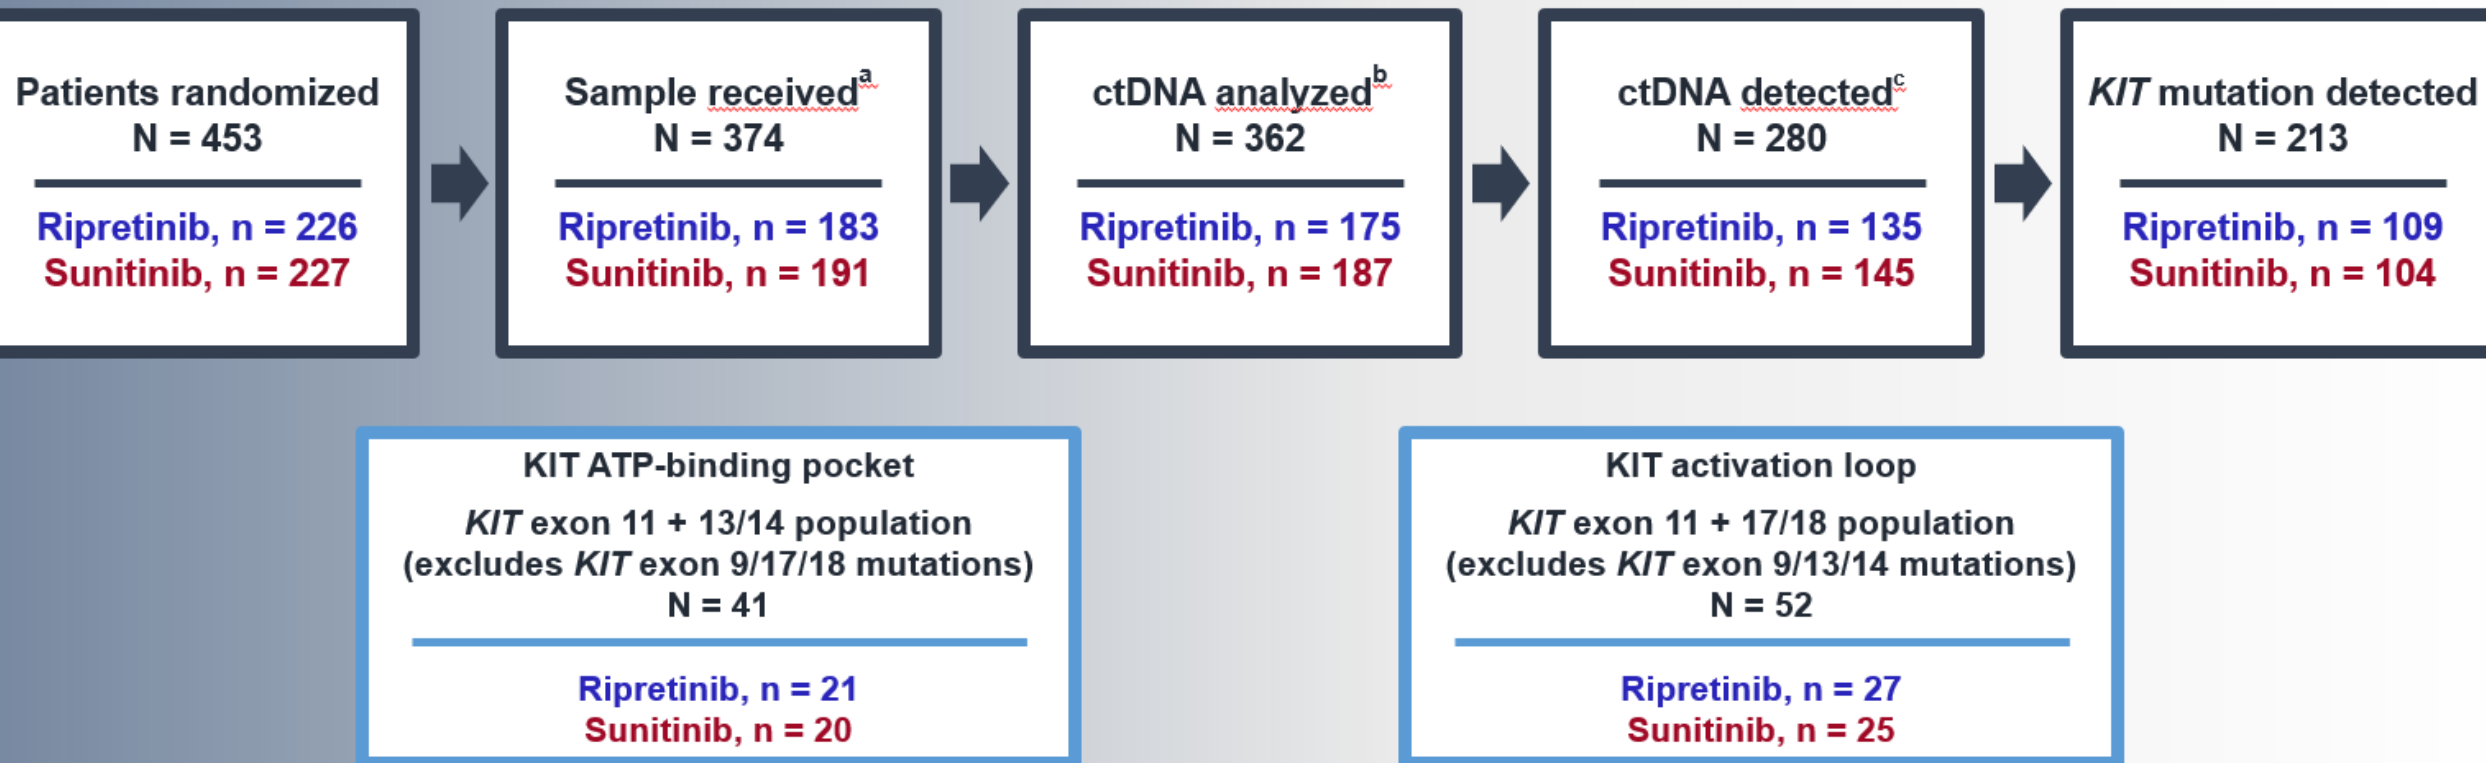 Patients randomized
N = 453
Ripretinib, n = 226
Sunitinib, n = 227
Sample receivedᵃ
N = 374
Ripretinib, n = 183
Sunitinib, n = 191
ctDNA analyzedᵇ
N = 362
Ripretinib, n = 175
Sunitinib, n = 187
ctDNA detectedᶜ
N = 280
Ripretinib, n = 135
Sunitinib, n = 145
KIT mutation detected
N = 213
Ripretinib, n = 109
Sunitinib, n = 104
KIT ATP-binding pocket
KIT exon 11 + 13/14 population
(excludes KIT exon 9/17/18 mutations)
N = 41
Ripretinib, n = 21
Sunitinib, n = 20
KIT activation loop
KIT exon 11 + 17/18 population
(excludes KIT exon 9/13/14 mutations)
N = 52
Ripretinib, n = 27
Sunitinib, n = 25